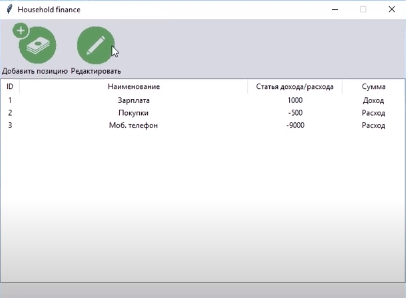 Household finance
Добавить позицию Редактировать
ID Наименование Статья дохода/расхода Сумма
1 Зарплата 1000 Доход
2 Покупки -500 Расход
3 Моб. телефон -9000 Расход